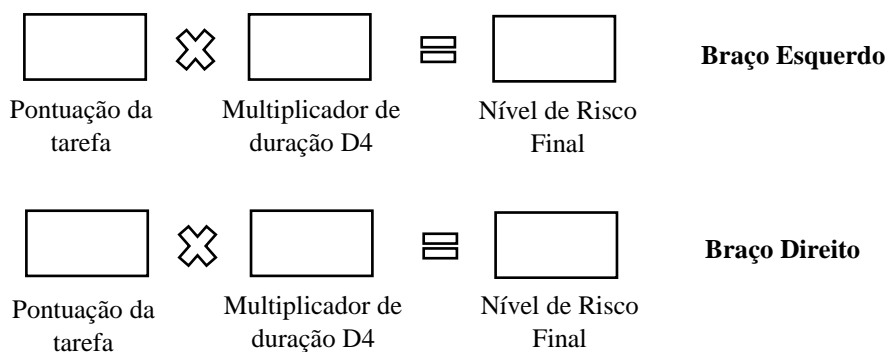 Braço Esquerdo
Pontuação da tarefa
Multiplicador de duração D4
Nível de Risco Final
Braço Direito
Pontuação da tarefa
Multiplicador de duração D4
Nível de Risco Final